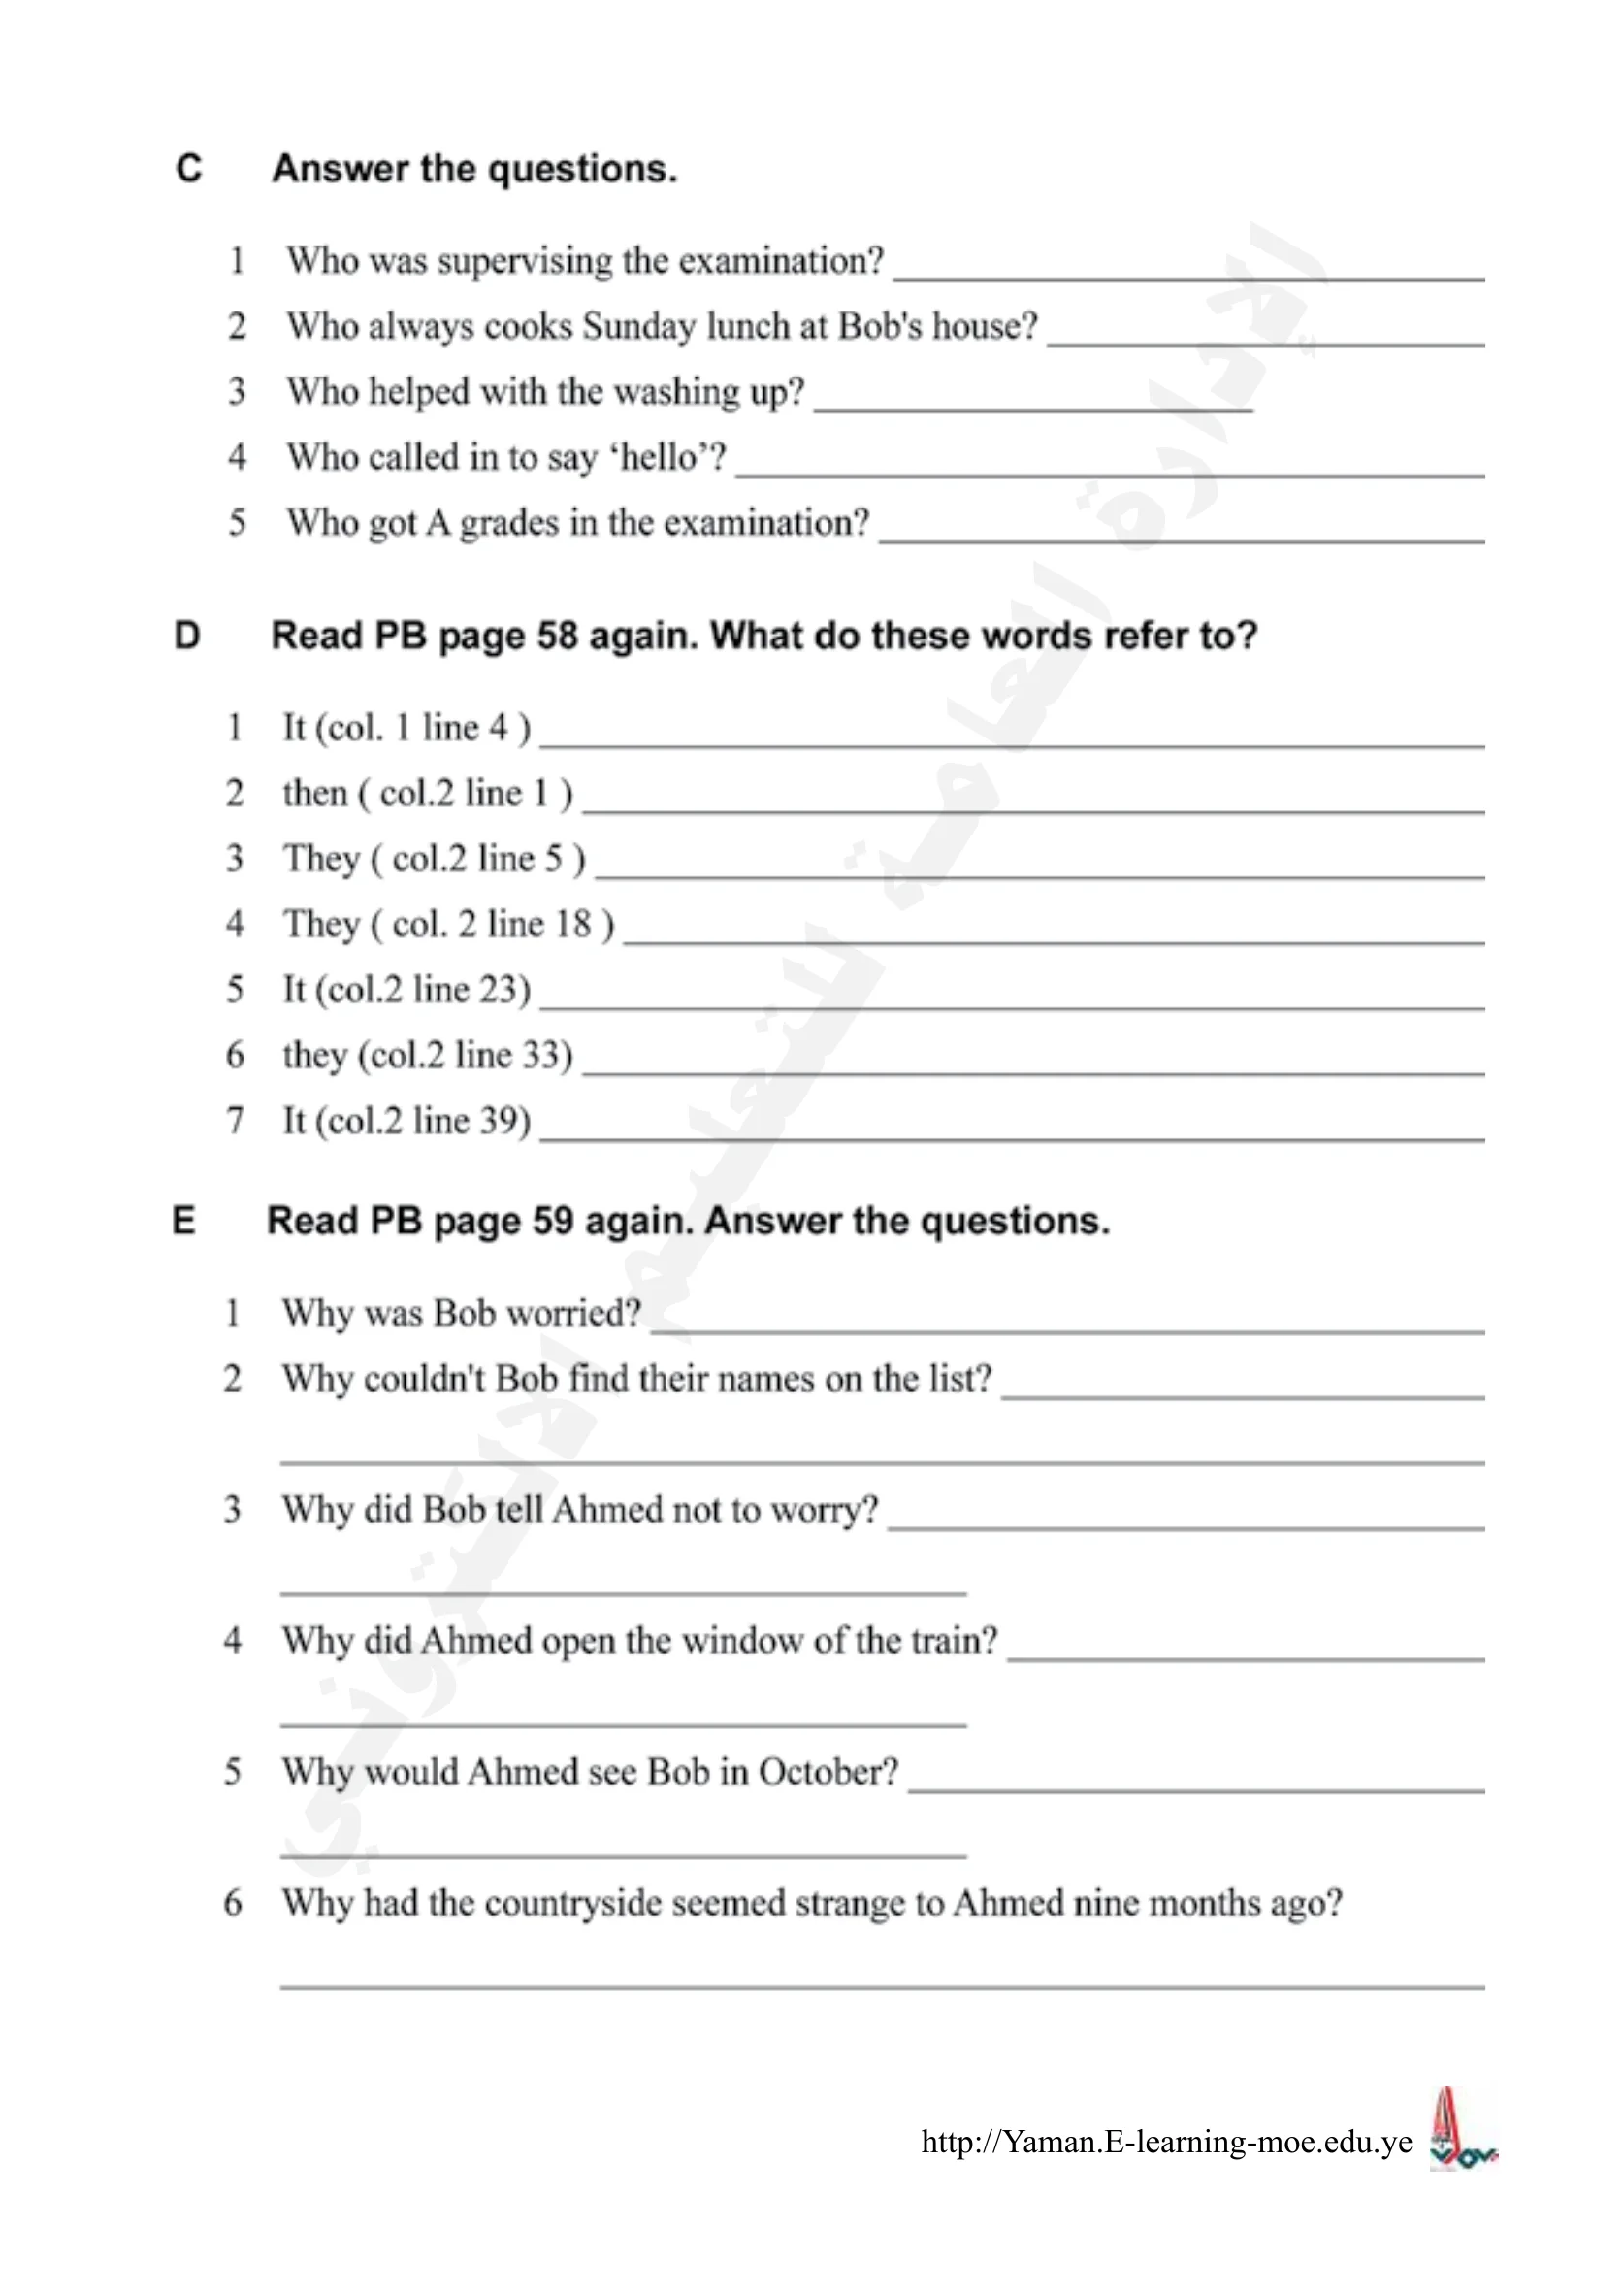 C Answer the questions.
1 Who was supervising the examination?
2 Who always cooks Sunday lunch at Bob's house?
3 Who helped with the washing up?
4 Who called in to say ‘hello’?
5 Who got A grades in the examination?
D Read PB page 58 again. What do these words refer to?
1 It (col. 1 line 4 )
2 then ( col.2 line 1 )
3 They ( col.2 line 5 )
4 They ( col. 2 line 18 )
5 It (col.2 line 23)
6 they (col.2 line 33)
7 It (col.2 line 39)
E Read PB page 59 again. Answer the questions.
1 Why was Bob worried?
2 Why couldn't Bob find their names on the list?
3 Why did Bob tell Ahmed not to worry?
4 Why did Ahmed open the window of the train?
5 Why would Ahmed see Bob in October?
6 Why had the countryside seemed strange to Ahmed nine months ago?
http://Yaman.E-learning-moe.edu.ye
الإدارة العامة للتعليم الالكتروني